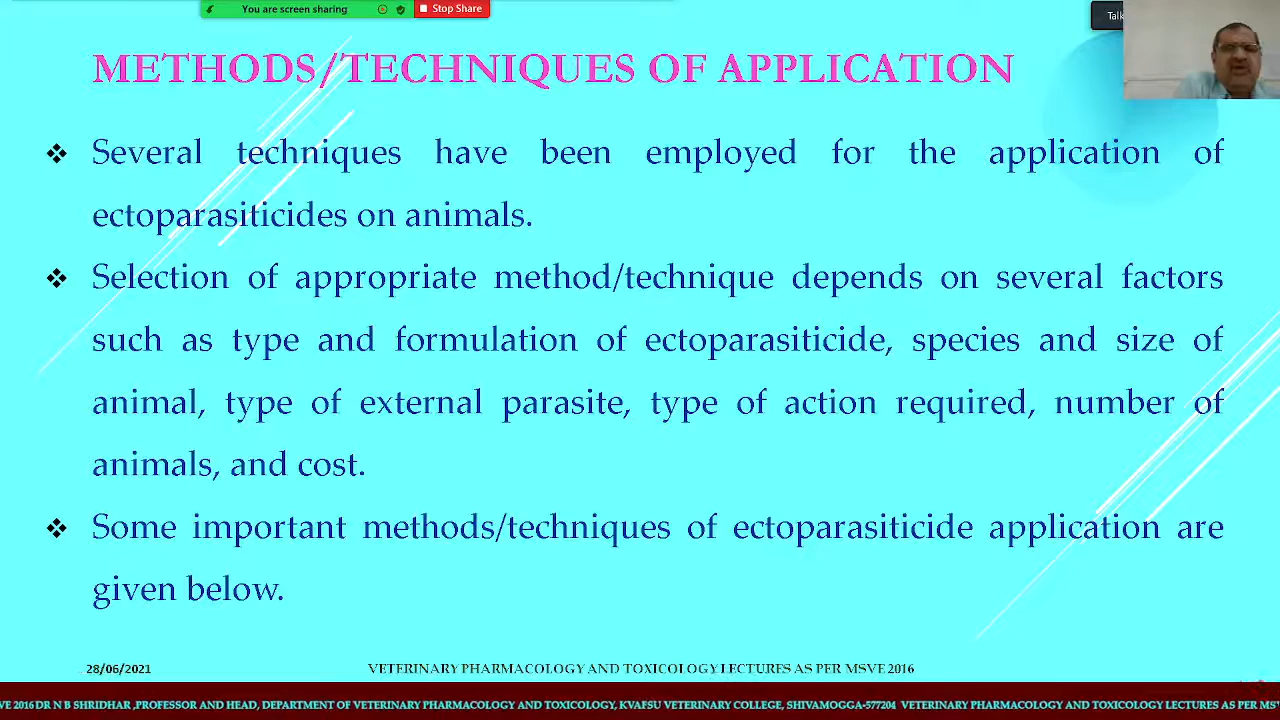 You are screen sharing
Stop Share
Talk
METHODS/TECHNIQUES OF APPLICATION
❖ Several techniques have been employed for the application of
ectoparasiticides on animals.
❖ Selection of appropriate method/technique depends on several factors
such as type and formulation of ectoparasiticide, species and size of
animal, type of external parasite, type of action required, number of
animals, and cost.
❖ Some important methods/techniques of ectoparasiticide application are
given below.
28/06/2021
VETERINARY PHARMACOLOGY AND TOXICOLOGY LECTURES AS PER MSVE 2016
VE 2016 DR N B SHRIDHAR ,PROFESSOR AND HEAD, DEPARTMENT OF VETERINARY PHARMACOLOGY AND TOXICOLOGY, KVAFSU VETERINARY COLLEGE, SHIVAMOGGA-577204 VETERINARY PHARMACOLOGY AND TOXICOLOGY LECTURES AS PER MS